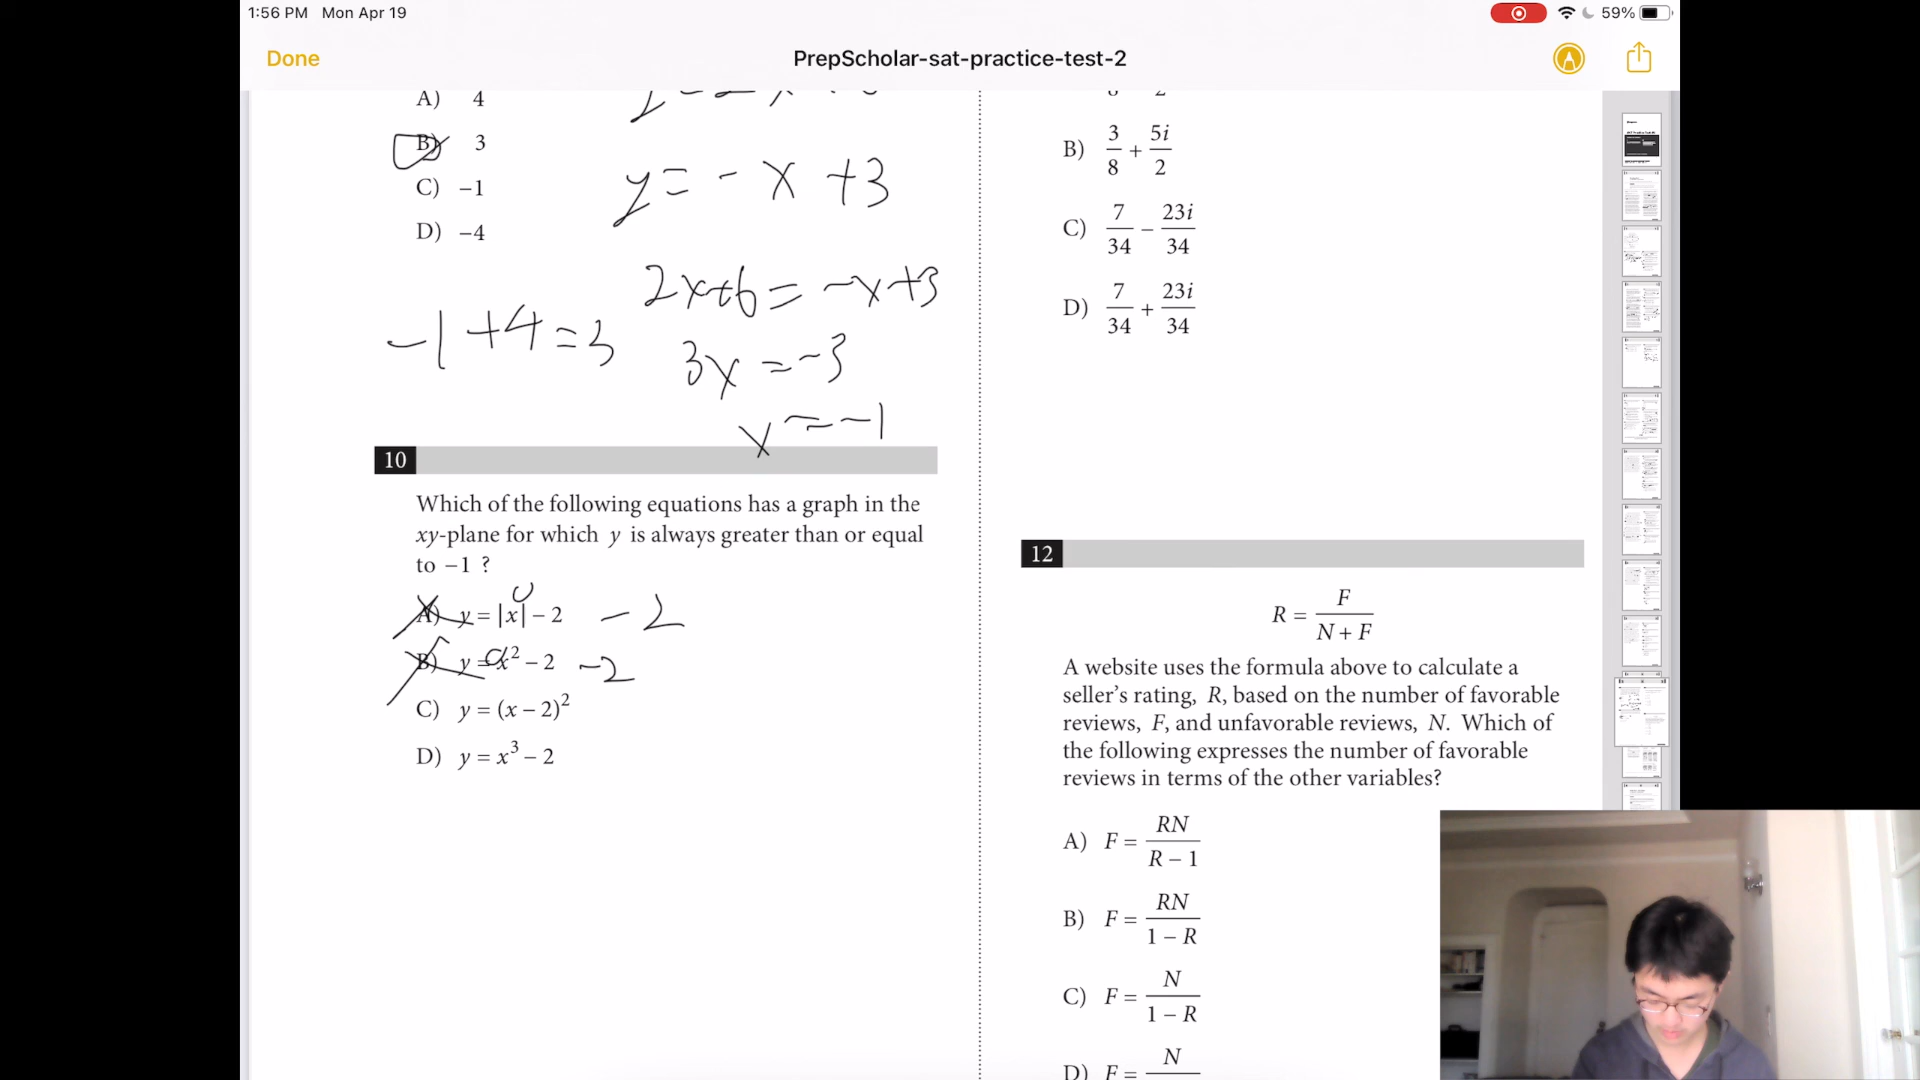 1:56 PM Mon Apr 19
59%
Done
PrepScholar-sat-practice-test-2
A) 4
B) 3
C) −1
D) −4
y = -x +3
2x+6 = -x+3
-1 +4 = 3
3x = -3
x = -1
10
Which of the following equations has a graph in the
xy-plane for which y is always greater than or equal
to −1 ?
A) y = |x| − 2
0
-2
B) y = x² − 2
0
-2
C) y = (x − 2)²
D) y = x³ − 2
8 2
B) 3/8 + 5i/2
C) 7/34 − 23i/34
D) 7/34 + 23i/34
12
R = F/(N + F)
A website uses the formula above to calculate a
seller’s rating, R, based on the number of favorable
reviews, F, and unfavorable reviews, N. Which of
the following expresses the number of favorable
reviews in terms of the other variables?
A) F = RN/(R − 1)
B) F = RN/(1 − R)
C) F = N/(1 − R)
D) F = N